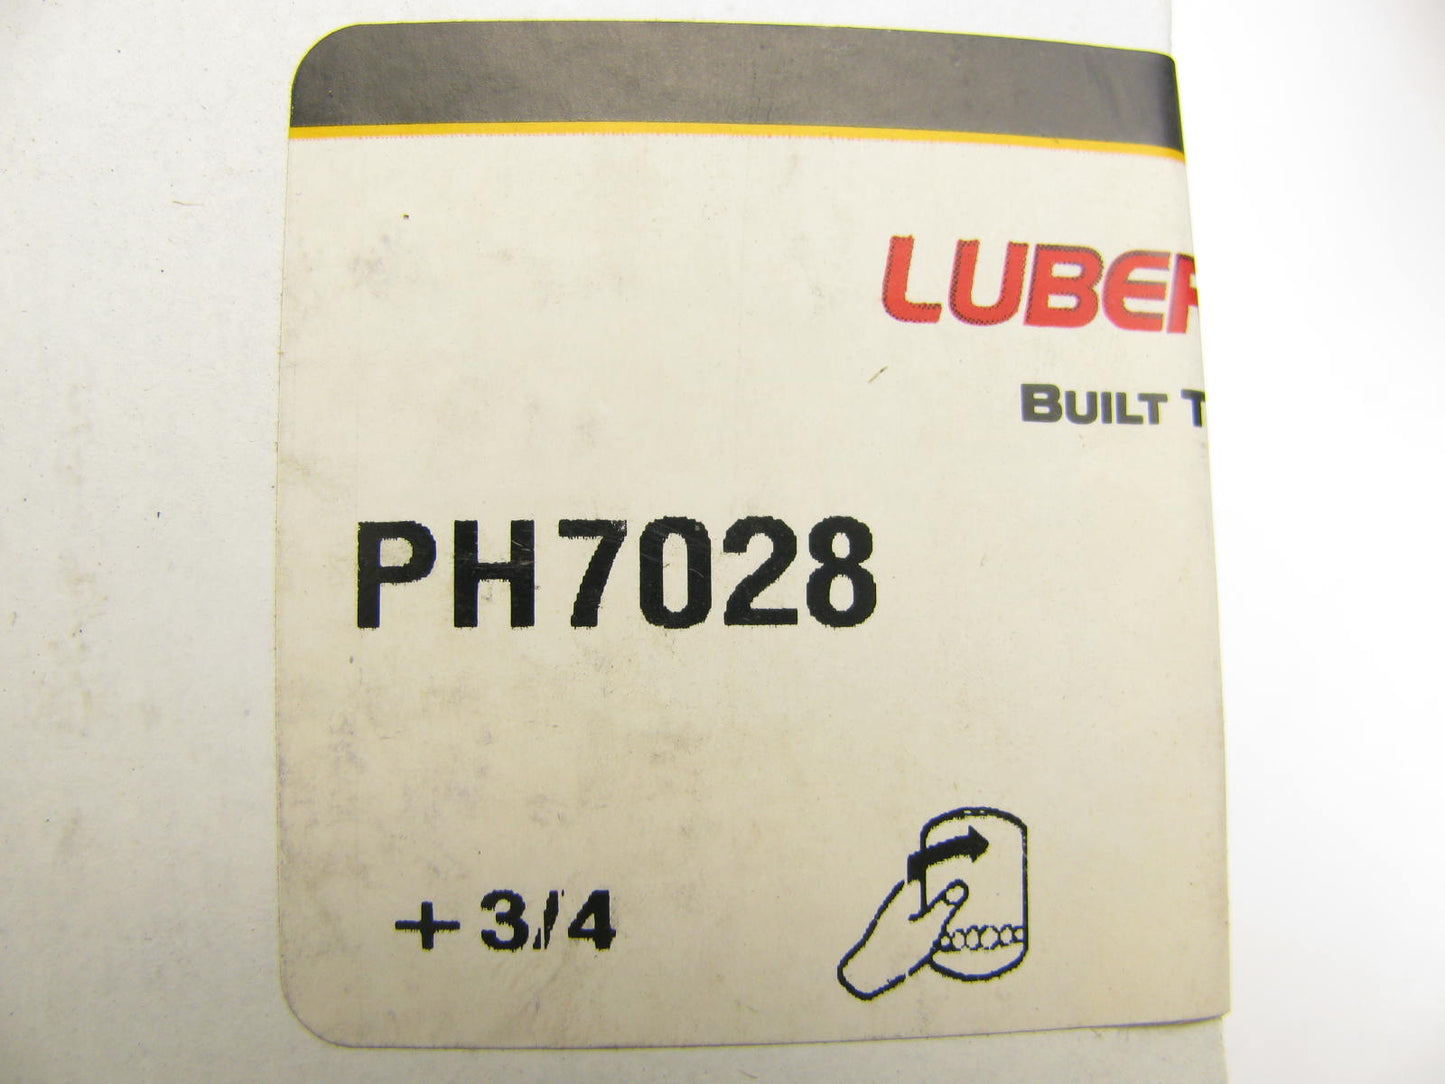 LUBER
BUILT T
PH7028
+ 3/4